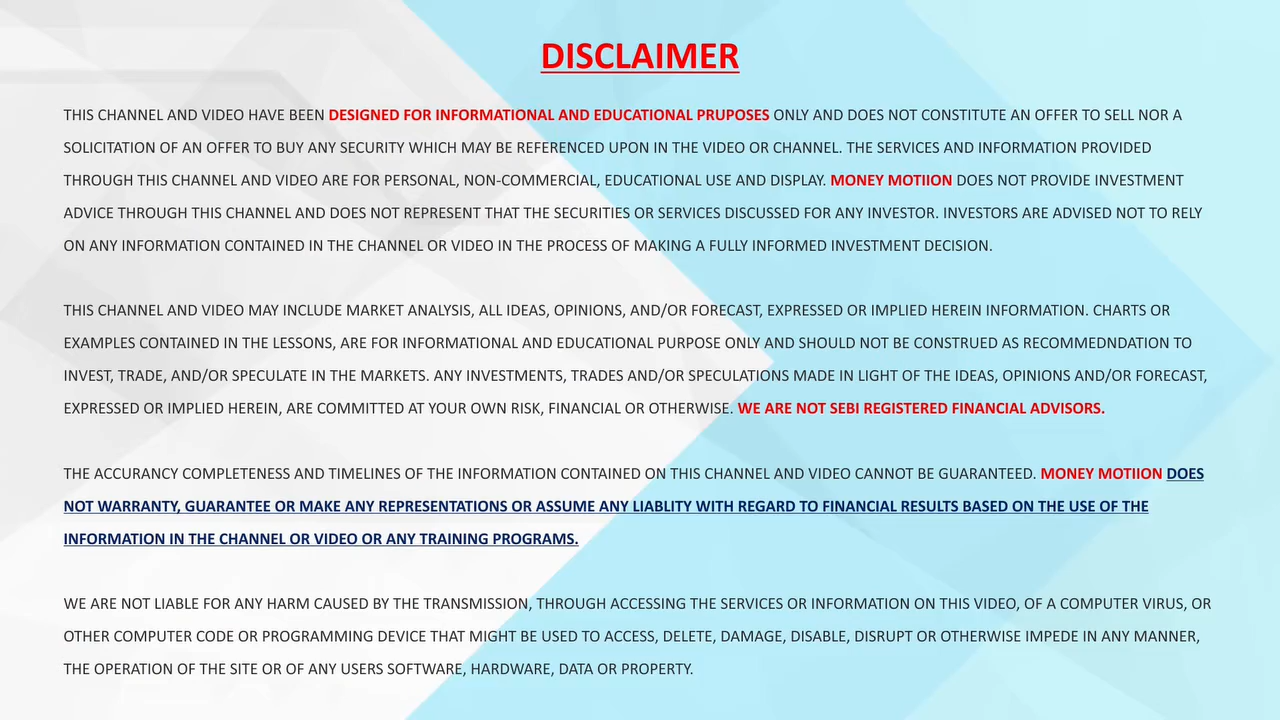 DISCLAIMER
THIS CHANNEL AND VIDEO HAVE BEEN DESIGNED FOR INFORMATIONAL AND EDUCATIONAL PRUPOSES ONLY AND DOES NOT CONSTITUTE AN OFFER TO SELL NOR A
SOLICITATION OF AN OFFER TO BUY ANY SECURITY WHICH MAY BE REFERENCED UPON IN THE VIDEO OR CHANNEL. THE SERVICES AND INFORMATION PROVIDED
THROUGH THIS CHANNEL AND VIDEO ARE FOR PERSONAL, NON-COMMERCIAL, EDUCATIONAL USE AND DISPLAY. MONEY MOTIION DOES NOT PROVIDE INVESTMENT
ADVICE THROUGH THIS CHANNEL AND DOES NOT REPRESENT THAT THE SECURITIES OR SERVICES DISCUSSED FOR ANY INVESTOR. INVESTORS ARE ADVISED NOT TO RELY
ON ANY INFORMATION CONTAINED IN THE CHANNEL OR VIDEO IN THE PROCESS OF MAKING A FULLY INFORMED INVESTMENT DECISION.
THIS CHANNEL AND VIDEO MAY INCLUDE MARKET ANALYSIS, ALL IDEAS, OPINIONS, AND/OR FORECAST, EXPRESSED OR IMPLIED HEREIN INFORMATION. CHARTS OR
EXAMPLES CONTAINED IN THE LESSONS, ARE FOR INFORMATIONAL AND EDUCATIONAL PURPOSE ONLY AND SHOULD NOT BE CONSTRUED AS RECOMMEDNDATION TO
INVEST, TRADE, AND/OR SPECULATE IN THE MARKETS. ANY INVESTMENTS, TRADES AND/OR SPECULATIONS MADE IN LIGHT OF THE IDEAS, OPINIONS AND/OR FORECAST,
EXPRESSED OR IMPLIED HEREIN, ARE COMMITTED AT YOUR OWN RISK, FINANCIAL OR OTHERWISE. WE ARE NOT SEBI REGISTERED FINANCIAL ADVISORS.
THE ACCURANCY COMPLETENESS AND TIMELINES OF THE INFORMATION CONTAINED ON THIS CHANNEL AND VIDEO CANNOT BE GUARANTEED. MONEY MOTIION DOES
NOT WARRANTY, GUARANTEE OR MAKE ANY REPRESENTATIONS OR ASSUME ANY LIABLITY WITH REGARD TO FINANCIAL RESULTS BASED ON THE USE OF THE
INFORMATION IN THE CHANNEL OR VIDEO OR ANY TRAINING PROGRAMS.
WE ARE NOT LIABLE FOR ANY HARM CAUSED BY THE TRANSMISSION, THROUGH ACCESSING THE SERVICES OR INFORMATION ON THIS VIDEO, OF A COMPUTER VIRUS, OR
OTHER COMPUTER CODE OR PROGRAMMING DEVICE THAT MIGHT BE USED TO ACCESS, DELETE, DAMAGE, DISABLE, DISRUPT OR OTHERWISE IMPEDE IN ANY MANNER,
THE OPERATION OF THE SITE OR OF ANY USERS SOFTWARE, HARDWARE, DATA OR PROPERTY.